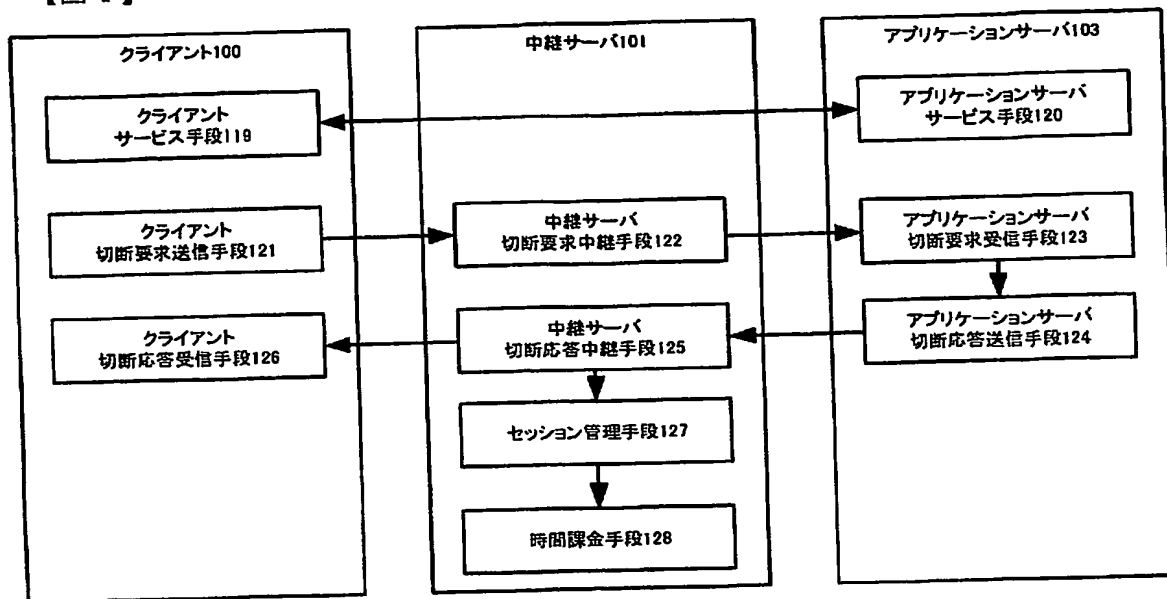 クライアント100
中継サーバ101
アプリケーションサーバ103
クライアント
サービス手段119
アプリケーションサーバ
サービス手段120
クライアント
切断要求送信手段121
中継サーバ
切断要求中継手段122
アプリケーションサーバ
切断要求受信手段123
クライアント
切断応答受信手段126
中継サーバ
切断応答中継手段125
アプリケーションサーバ
切断応答送信手段124
セッション管理手段127
時間課金手段128